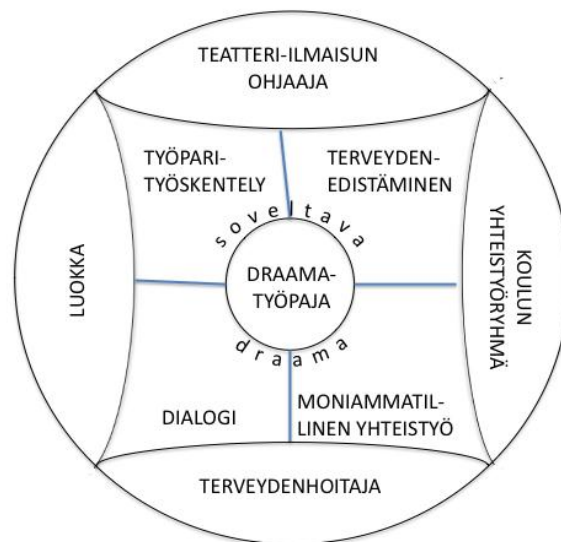 TEATTERI-ILMAISUN
OHJAAJA
TYÖPARI-
TYÖSKENTELY
TERVEYDEN-
EDISTÄMINEN
soveltava
LUOKKA
DRAAMA-
TYÖPAJA
KOULUN
YHTEISTYÖRYHMÄ
draama
DIALOGI
MONIAMMATIL-
LINEN YHTEISTYÖ
TERVEYDENHOITAJA